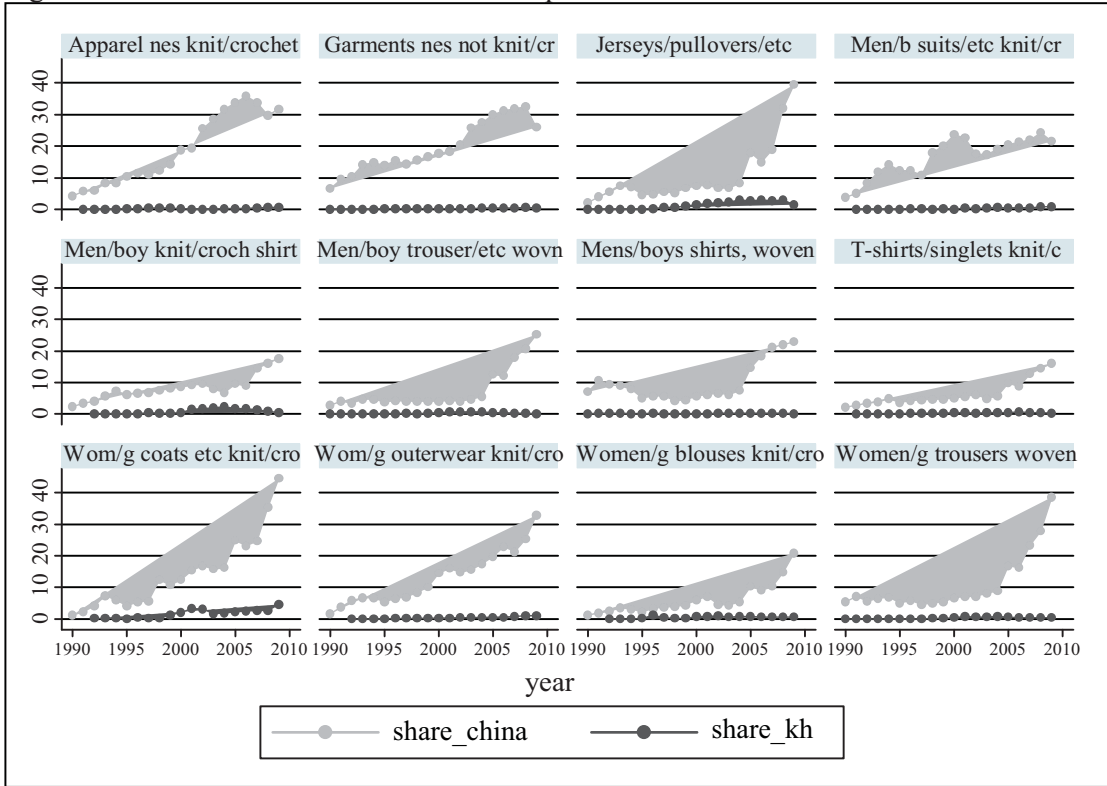 Apparel nes knit/crochet
Garments nes not knit/cr
Jerseys/pullovers/etc
Men/b suits/etc knit/cr
0 10 20 30 40
Men/boy knit/croch shirt
Men/boy trouser/etc wovn
Mens/boys shirts, woven
T-shirts/singlets knit/c
0 10 20 30 40
Wom/g coats etc knit/cro
Wom/g outerwear knit/cro
Women/g blouses knit/cro
Women/g trousers woven
0 10 20 30 40
1990 1995 2000 2005 2010
1990 1995 2000 2005 2010
1990 1995 2000 2005 2010
1990 1995 2000 2005 2010
year
share_china
share_kh